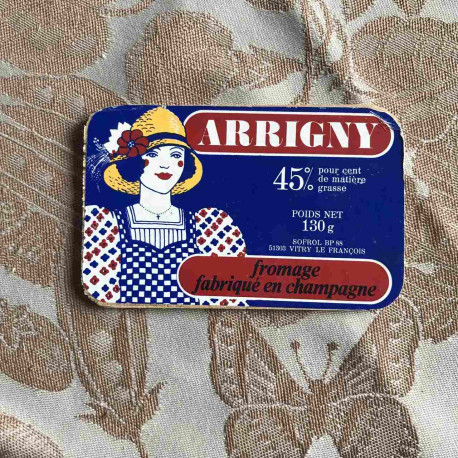 ARRIGNY
45% pour cent
de matière
grasse
POIDS NET
130 g
SOFROL BP 88
51303 VITRY LE FRANÇOIS
fromage
fabriqué en champagne